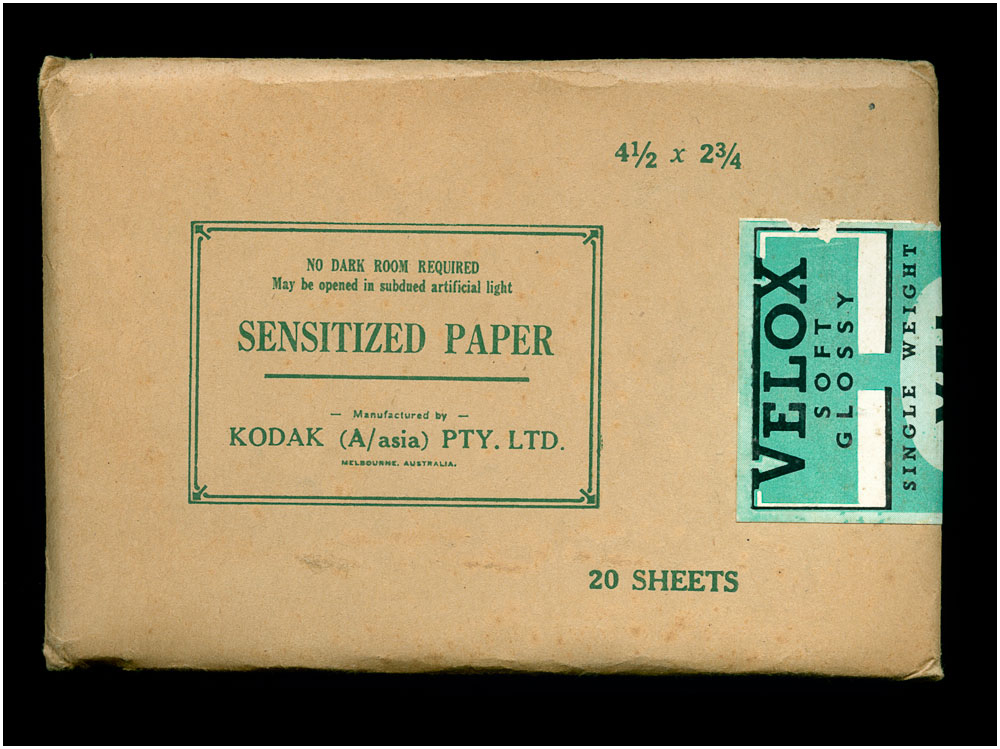 4½ x 2¾
NO DARK ROOM REQUIRED
May be opened in subdued artificial light
SENSITIZED PAPER
— Manufactured by —
KODAK (A/asia) PTY. LTD.
MELBOURNE, AUSTRALIA.
20 SHEETS
VELOX
SOFT
GLOSSY
SINGLE WEIGHT